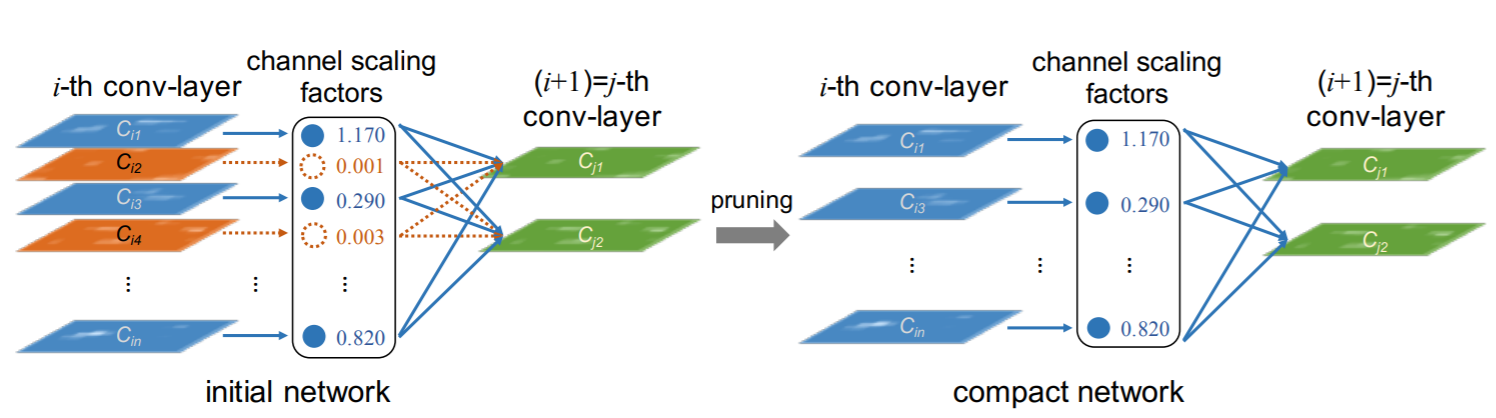 i-th conv-layer
channel scaling
factors
(i+1)=j-th
conv-layer
Ci1
1.170
Ci2
0.001
Ci3
0.290
Ci4
0.003
...
...
...
Cin
0.820
Cj1
Cj2
initial network
pruning
i-th conv-layer
channel scaling
factors
(i+1)=j-th
conv-layer
Ci1
1.170
Ci3
0.290
...
...
...
Cin
0.820
Cj1
Cj2
compact network